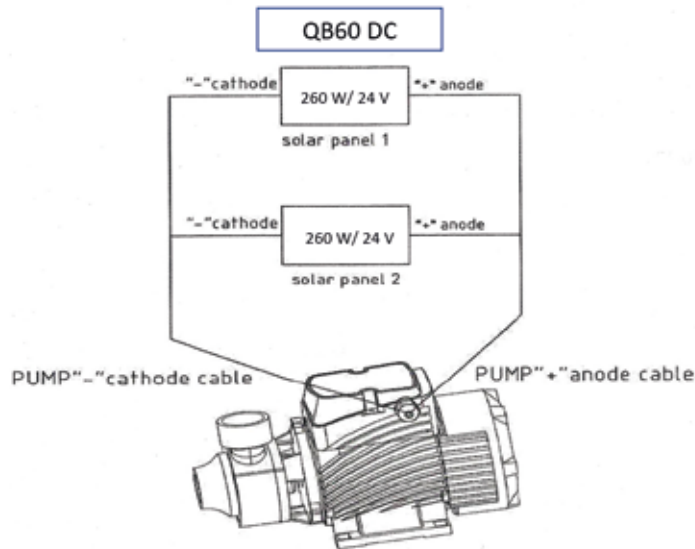 QB60 DC
"-"cathode
260 W/ 24 V
"+" anode
solar panel 1
"-"cathode
260 W/ 24 V
"+" anode
solar panel 2
PUMP"-"cathode cable
PUMP"+"anode cable